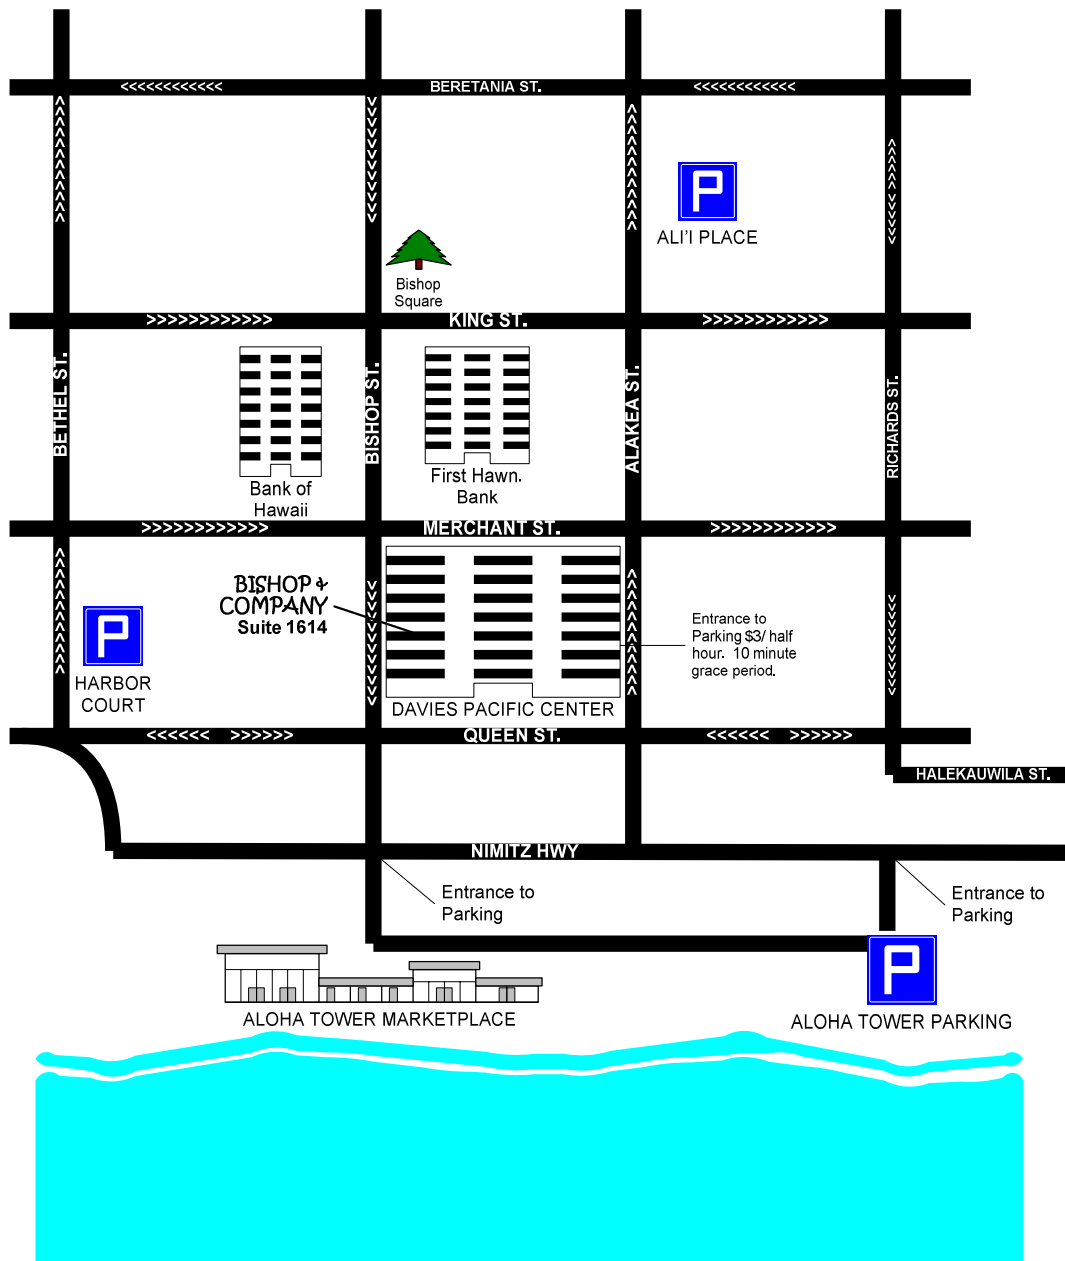 <<<<<<<<<<<<
BERETANIA ST.
<<<<<<<<<<<<
P
ALI'I PLACE
Bishop
Square
>>>>>>>>>>>>
KING ST.
>>>>>>>>>>>>
BETHEL ST.
BISHOP ST.
ALAKEA ST.
RICHARDS ST.
Bank of
Hawaii
First Hawn.
Bank
>>>>>>>>>>>>
MERCHANT ST.
>>>>>>>>>>>>
BISHOP &
COMPANY
Suite 1614
P
HARBOR
COURT
Entrance to
Parking $3/ half
hour. 10 minute
grace period.
DAVIES PACIFIC CENTER
<<<<<< >>>>>>
QUEEN ST.
<<<<<< >>>>>>
HALEKAUWILA ST.
NIMITZ HWY
Entrance to
Parking
Entrance to
Parking
P
ALOHA TOWER MARKETPLACE
ALOHA TOWER PARKING